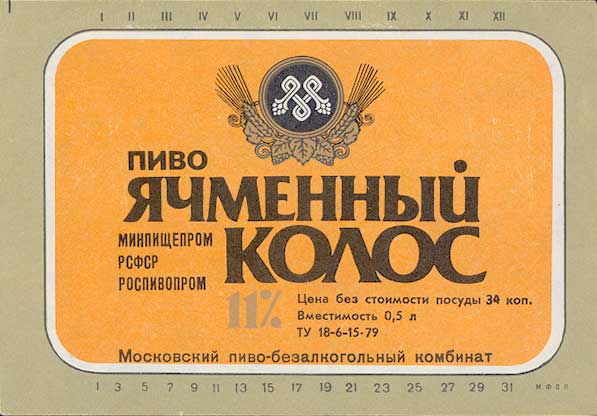 I II III IV V VI VII VIII IX X XI XII
ПИВО
ЯЧМЕННЫЙ
КОЛОС
МИНПИЩЕПРОМ
РСФСР
РОСПИВОПРОМ
11%
Цена без стоимости посуды 34 коп.
Вместимость 0,5 л
ТУ 18-6-15-79
Московский пиво-безалкогольный комбинат
1 3 5 7 9 11 13 15 17 19 21 23 25 27 29 31
МФОП